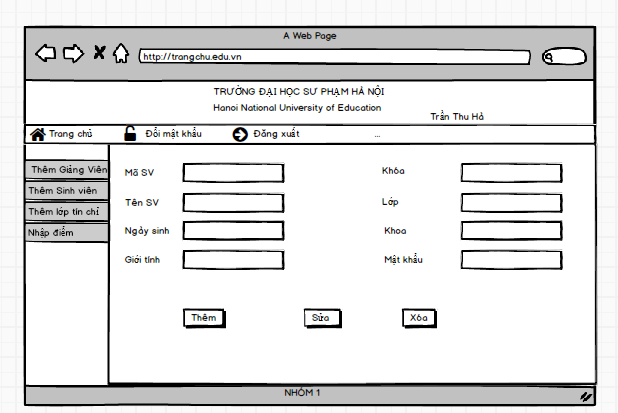 A Web Page
http://trangchu.edu.vn
TRƯỜNG ĐẠI HỌC SƯ PHẠM HÀ NỘI
Hanoi National University of Education
Trần Thu Hà
Trang chủ Đổi mật khẩu Đăng xuất ...
Thêm Giảng Viên
Thêm Sinh viên
Thêm lớp tín chỉ
Nhập điểm
Mã SV Khóa
Tên SV Lớp
Ngày sinh Khoa
Giới tính Mật khẩu
Thêm Sửa Xóa
NHÓM 1